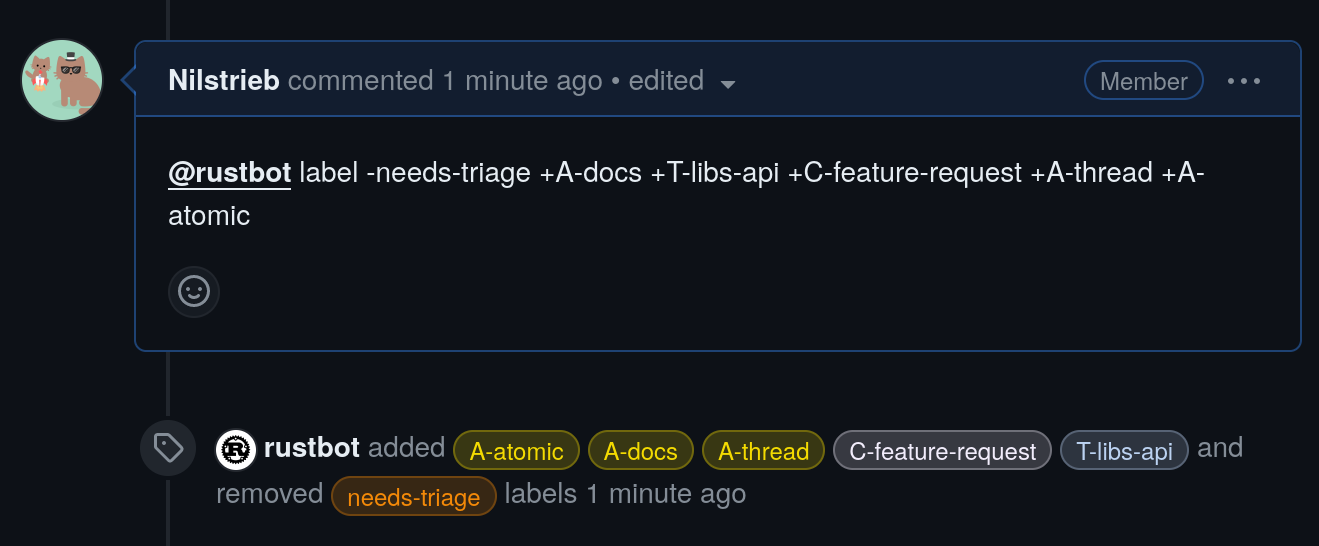 Nilstrieb commented 1 minute ago • edited
Member
@rustbot label -needs-triage +A-docs +T-libs-api +C-feature-request +A-thread +A-
atomic
rustbot added A-atomic A-docs A-thread C-feature-request T-libs-api and
removed needs-triage labels 1 minute ago